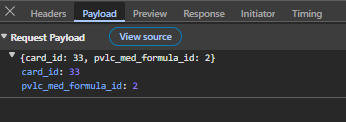 Headers Payload Preview Response Initiator Timing
Request Payload View source
{card_id: 33, pvlc_med_formula_id: 2}
card_id: 33
pvlc_med_formula_id: 2